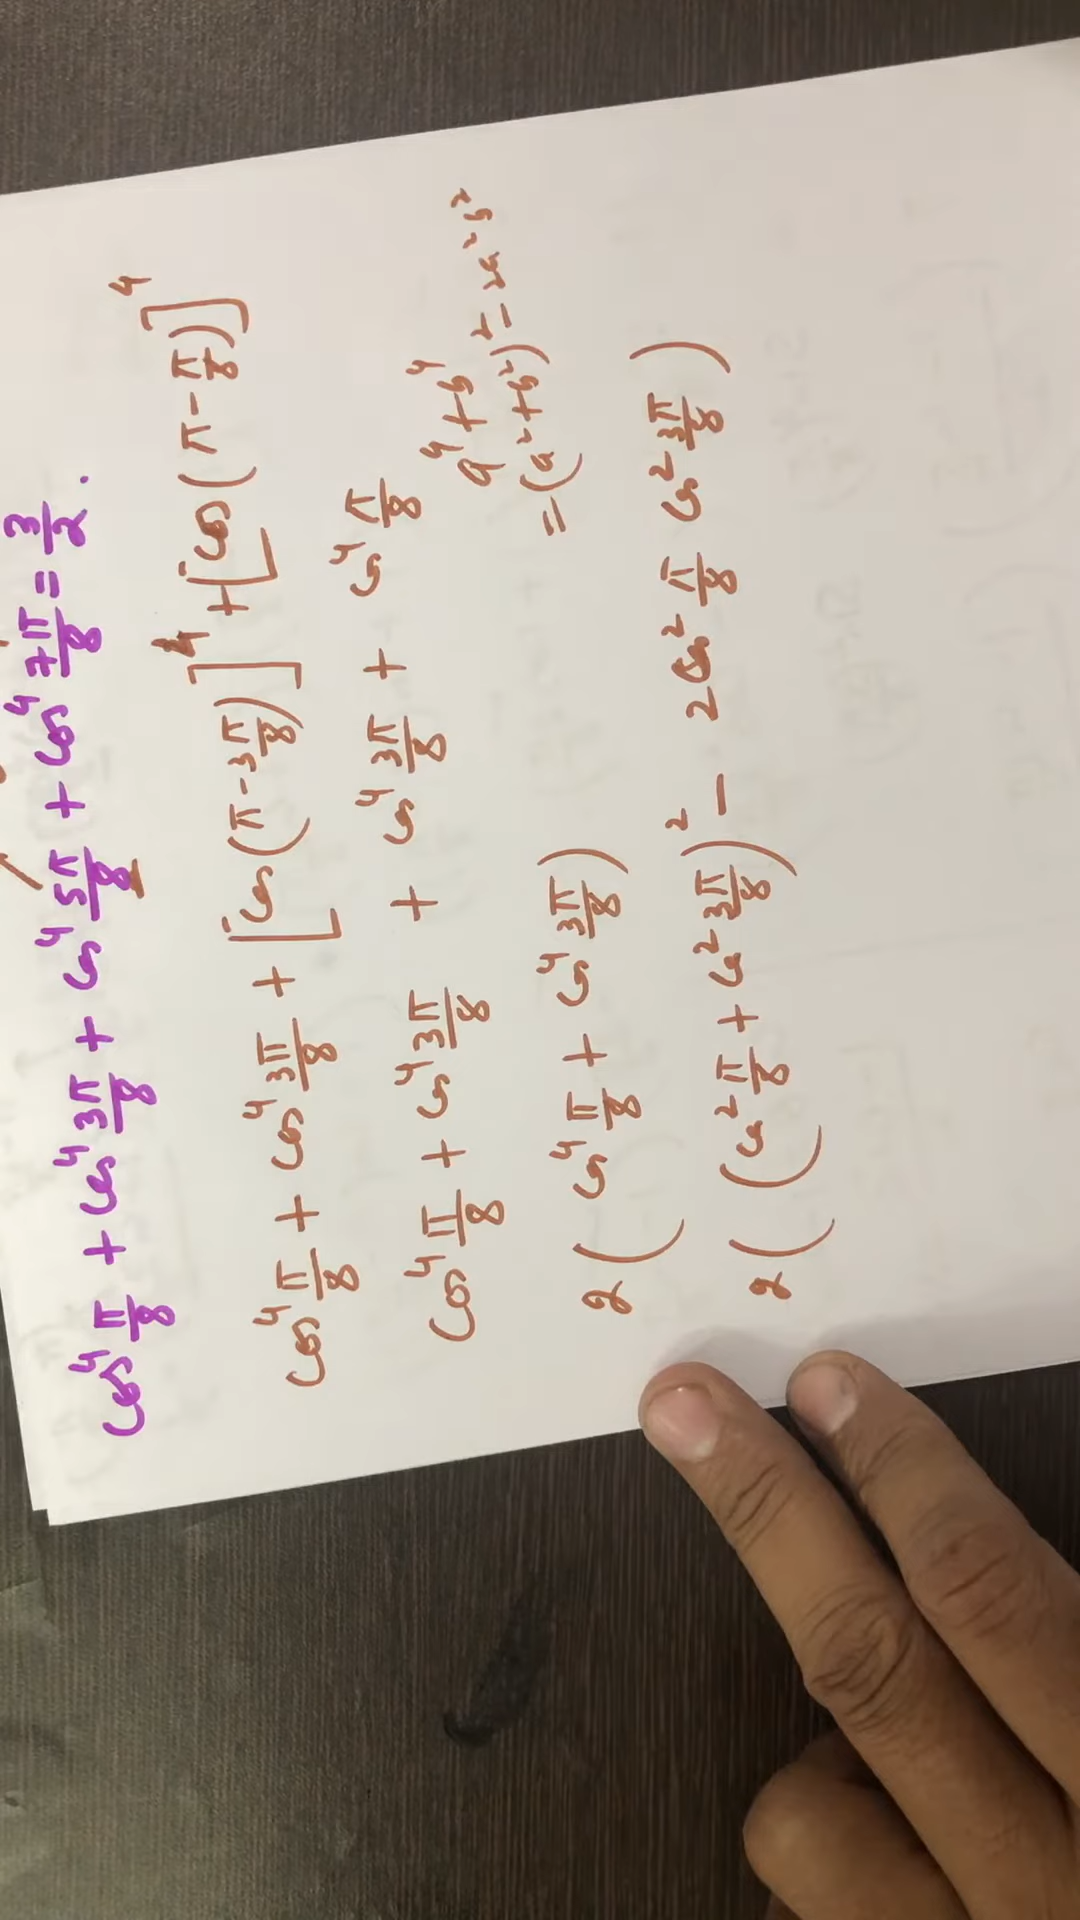 cos⁴ π/8 + cos⁴ 3π/8 + cos⁴ 5π/8 + cos⁴ 7π/8 = 3/2.
cos⁴ π/8 + cos⁴ 3π/8 + [cos(π - 3π/8)]⁴ + [cos(π - π/8)]⁴
cos⁴ π/8 + cos⁴ 3π/8 + cos⁴ 3π/8 + cos⁴ π/8
a⁴ + b⁴
= (a² + b²)² - 2a²b²
2(cos⁴ π/8 + cos⁴ 3π/8)
2((cos² π/8 + cos² 3π/8)² - 2cos² π/8 cos² 3π/8)